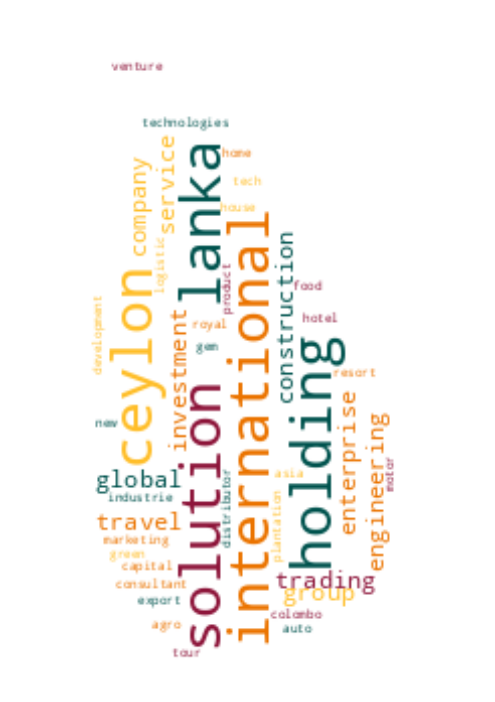 venture
technologies
service
lanka
home
company
tech
house
international
construction
logistic
product
food
ceylon
development
hotel
royal
investment
gem
holding
resort
solution
enterprise
new
engineering
motor
global
asia
distributor
industrie
plantation
travel
marketing
green
capital
trading
consultant
group
export
colombo
agro
auto
tour